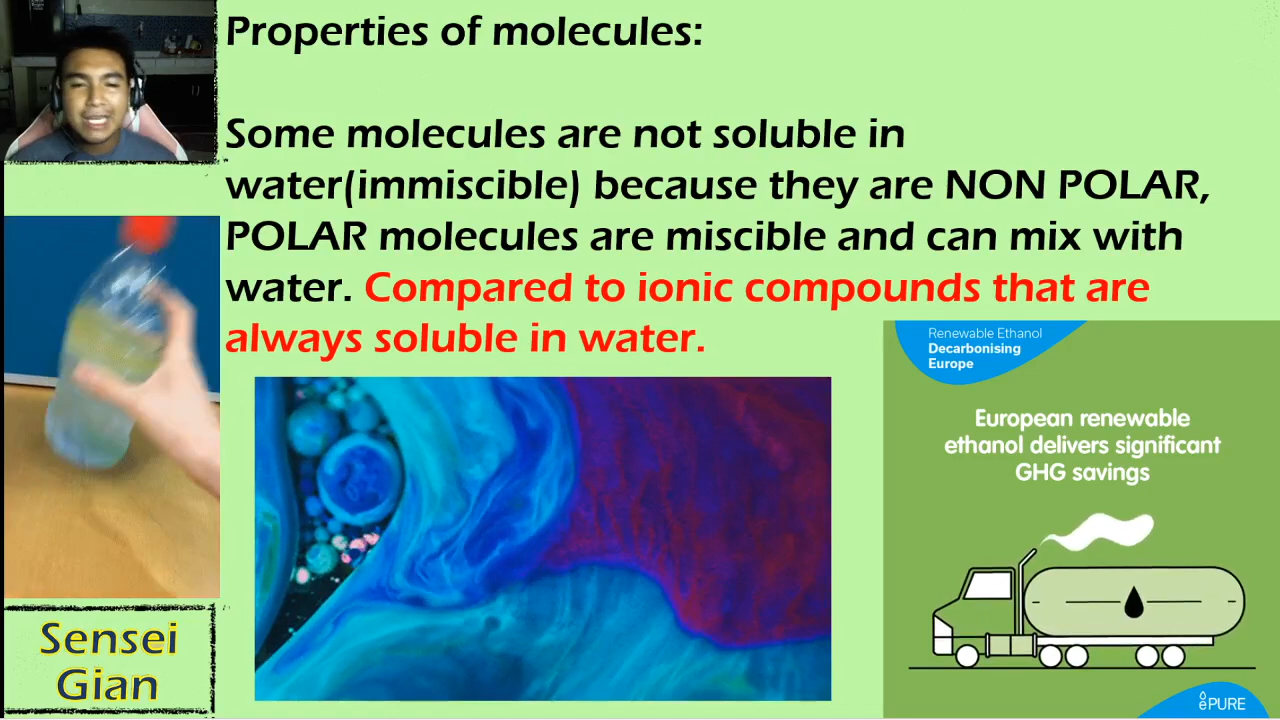 Properties of molecules:
Some molecules are not soluble in
water(immiscible) because they are NON POLAR,
POLAR molecules are miscible and can mix with
water. Compared to ionic compounds that are
always soluble in water.
Renewable Ethanol
Decarbonising
Europe
European renewable
ethanol delivers significant
GHG savings
ePURE
Sensei
Gian